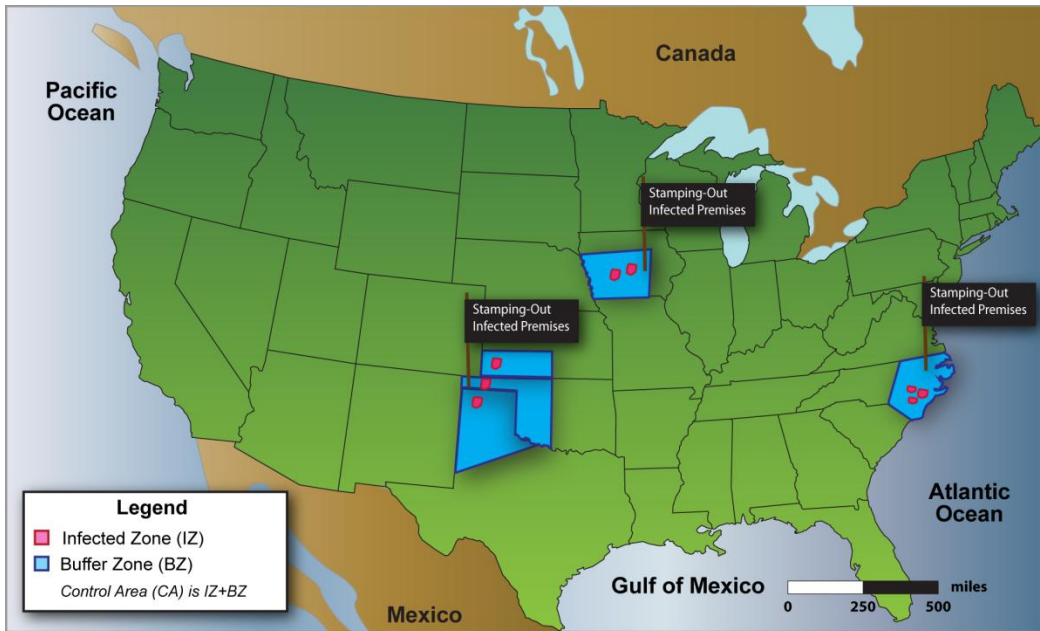 Canada
Pacific
Ocean
Stamping-Out
Infected Premises
Stamping-Out
Infected Premises
Stamping-Out
Infected Premises
Atlantic
Ocean
Legend
Infected Zone (IZ)
Buffer Zone (BZ)
Control Area (CA) is IZ+BZ
Gulf of Mexico
miles
0 250 500
Mexico